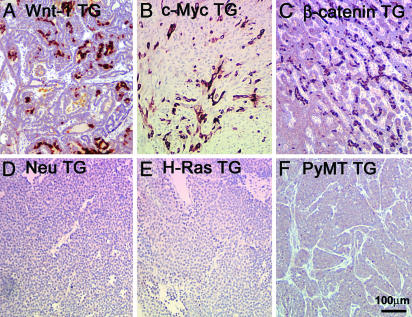 A Wnt-1 TG
B c-Myc TG
C β-catenin TG
D Neu TG
E H-Ras TG
F PyMT TG
100μm